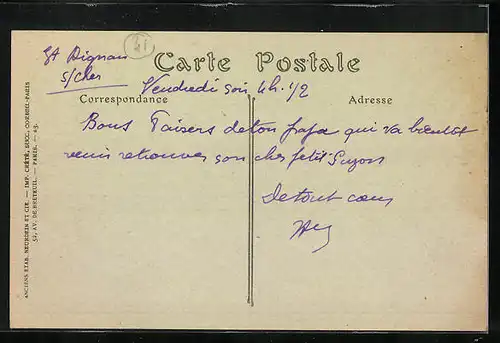 St Aignan
s/Cher
41
Carte Postale
Vendredi soir 4h. 1/2
Correspondance
Adresse
Bons Baisers de ton papa qui va bientôt
venir retrouver son cher petit Suzon
De tout cœur
ANCIENS ETAB. NEURDEIN ET CIE. — IMP. CRÉTÉ, SUCC. CORBEIL-PARIS
52, AV. DE BRETEUIL. — PARIS.